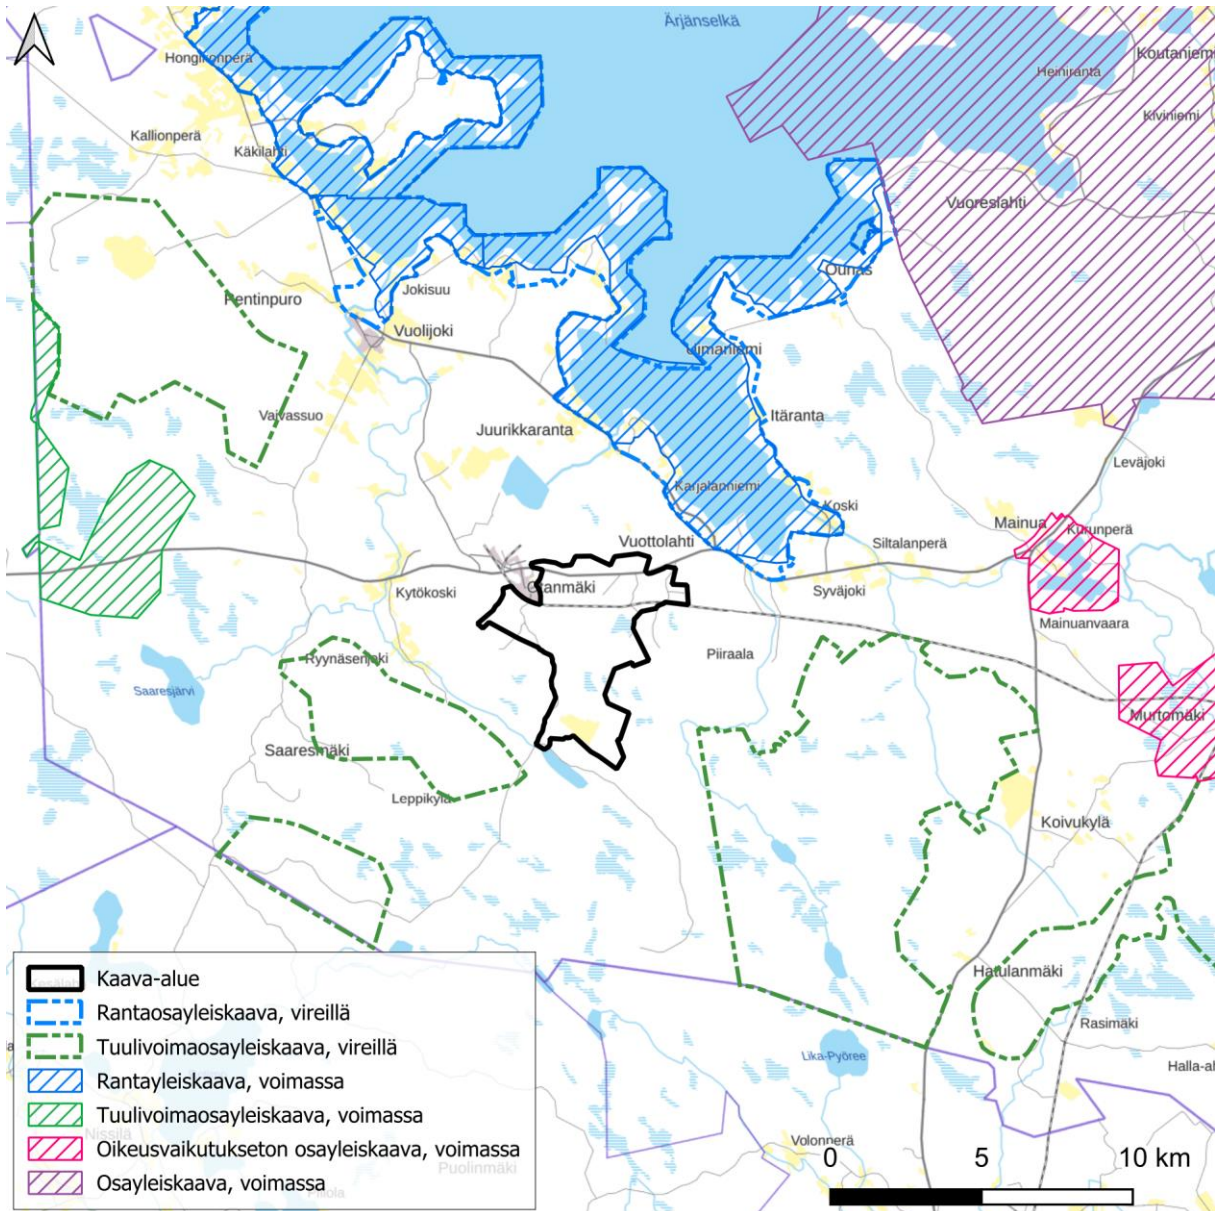 Ärjänselkä
Koutaniemi
Hongikonperä
Heiniranta
Kiviniemi
Kallionperä
Käkilahti
Vuoreslahti
Ounas
Jokisuu
Pentinpuro
Vuolijoki
Uimaniemi
Vaivassuo
Juurikkaranta
Itäranta
Leväjoki
Karjalanniemi
Koski
Mainua
Kurunperä
Vuottolahti
Siltalanperä
Otanmäki
Kytökoski
Syväjoki
Mainuanvaara
Piiraala
Ryynäsenjoki
Saaresjärvi
Murtomäki
Saaresmäki
Leppikylä
Koivukylä
Hatulanmäki
Rasimäki
Lika-Pyöree
Halla-a
Volonperä
Kaava-alue
Rantaosayleiskaava, vireillä
Tuulivoimaosayleiskaava, vireillä
Rantayleiskaava, voimassa
Tuulivoimaosayleiskaava, voimassa
Oikeusvaikutukseton osayleiskaava, voimassa
Osayleiskaava, voimassa
Nissilä
Puolinmäki
Pillola
0 5 10 km